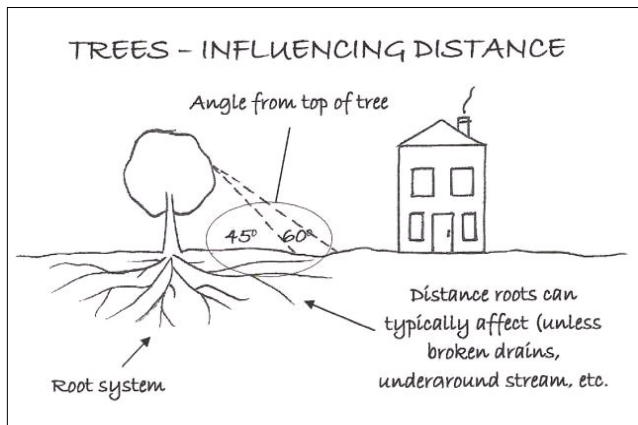 TREES – INFLUENCING DISTANCE
Angle from top of tree
45° 60°
Distance roots can
typically affect (unless
broken drains,
underaround stream, etc.
Root system